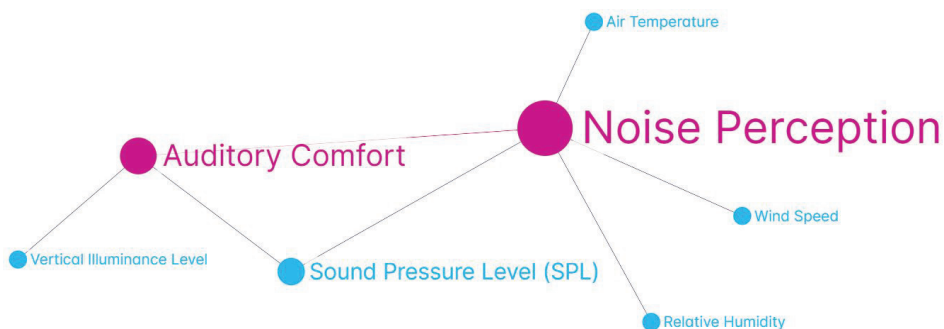 Air Temperature
Noise Perception
Auditory Comfort
Wind Speed
Vertical Illuminance Level
Sound Pressure Level (SPL)
Relative Humidity